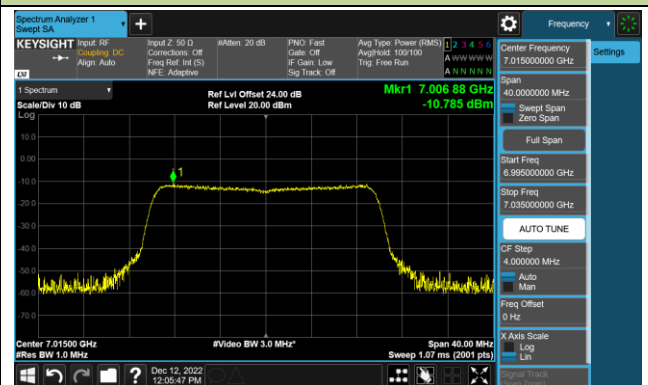 Spectrum Analyzer 1
Swept SA
+
Frequency
KEYSIGHT
Input: RF
Coupling: DC
Align: Auto
Input Z: 50 Ω
Corrections: Off
Freq Ref: Int (S)
NFE: Adaptive
#Atten: 20 dB
PNO: Fast
Gate: Off
IF Gain: Low
Sig Track: Off
Avg Type: Power (RMS)
Avg|Hold: 100/100
Trig: Free Run
1 2 3 4 5 6
A W W W W W
A N N N N N
LXI
Center Frequency
7.015000000 GHz
Settings
Span
40.0000000 MHz
Swept Span
Zero Span
Full Span
Start Freq
6.995000000 GHz
Stop Freq
7.035000000 GHz
AUTO TUNE
CF Step
4.000000 MHz
Auto
Man
Freq Offset
0 Hz
X Axis Scale
Log
Lin
Signal Track
(Span Zoom)
1 Spectrum
Scale/Div 10 dB
Log
Ref Lvl Offset 24.00 dB
Ref Level 20.00 dBm
Mkr1 7.006 88 GHz
-10.785 dBm
1
10.0
0.00
-10.0
-20.0
-30.0
-40.0
-50.0
-60.0
-70.0
Center 7.01500 GHz
#Res BW 1.0 MHz
#Video BW 3.0 MHz*
Span 40.00 MHz
Sweep 1.07 ms (2001 pts)
?
Dec 12, 2022
12:05:47 PM